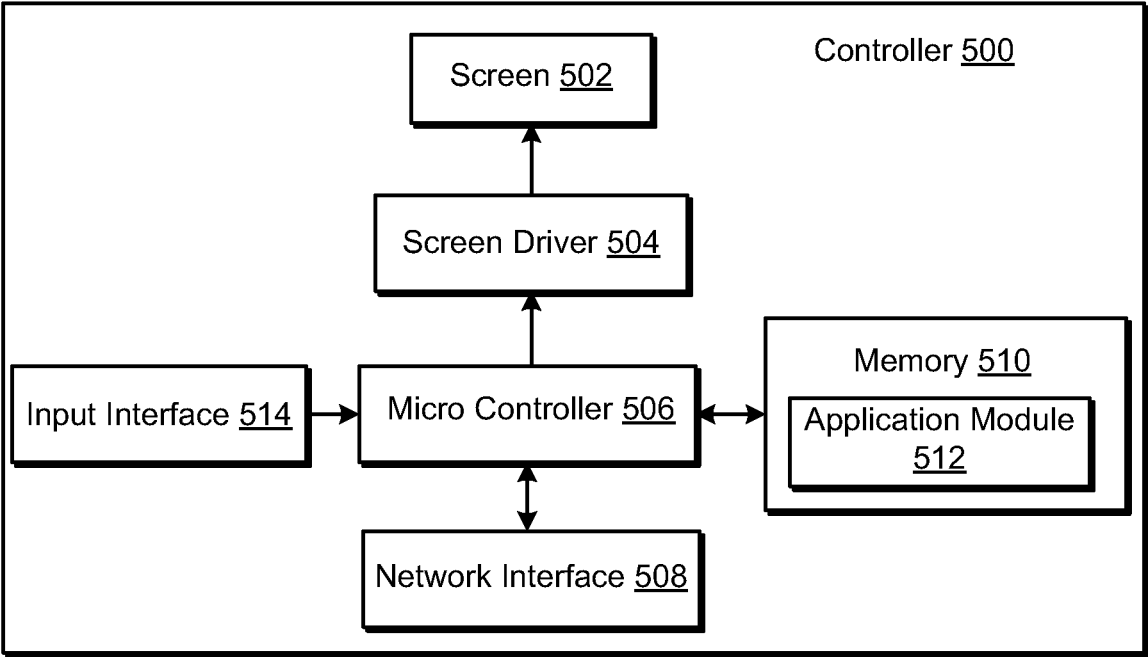 Controller 500
Screen 502
Screen Driver 504
Memory 510
Input Interface 514
Micro Controller 506
Application Module
512
Network Interface 508